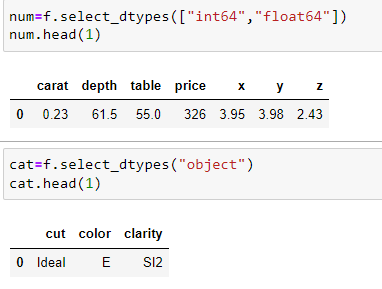 num=f.select_dtypes(["int64","float64"])
num.head(1)
carat depth table price x y z
0 0.23 61.5 55.0 326 3.95 3.98 2.43
cat=f.select_dtypes("object")
cat.head(1)
cut color clarity
0 Ideal E SI2